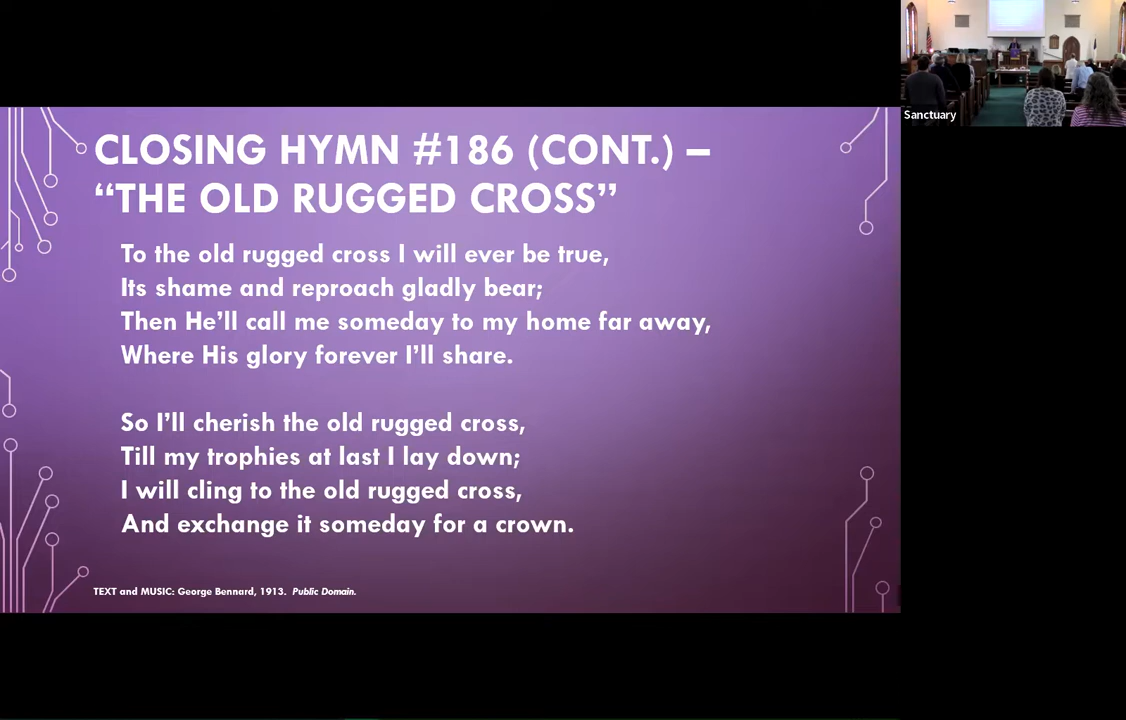 CLOSING HYMN #186 (CONT.) –
“THE OLD RUGGED CROSS”
To the old rugged cross I will ever be true,
Its shame and reproach gladly bear;
Then He’ll call me someday to my home far away,
Where His glory forever I’ll share.
So I’ll cherish the old rugged cross,
Till my trophies at last I lay down;
I will cling to the old rugged cross,
And exchange it someday for a crown.
TEXT and MUSIC: George Bennard, 1913. Public Domain.
Sanctuary